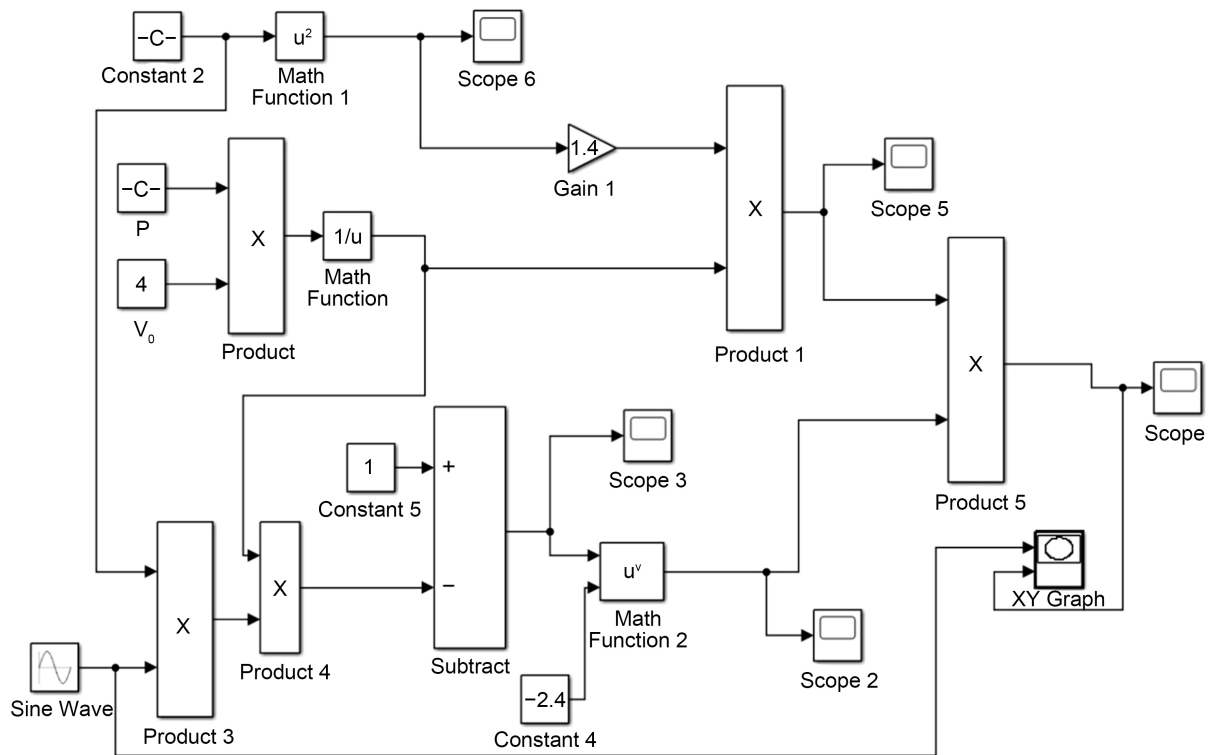 −C−
Constant 2
u²
Math
Function 1
Scope 6
1.4
Gain 1
X
Product 1
Scope 5
−C−
P
4
V₀
X
Product
1/u
Math
Function
X
Product 5
Scope
1
Constant 5
+
−
Subtract
Scope 3
uᵛ
Math
Function 2
−2.4
Constant 4
Scope 2
XY Graph
Sine Wave
X
Product 3
X
Product 4